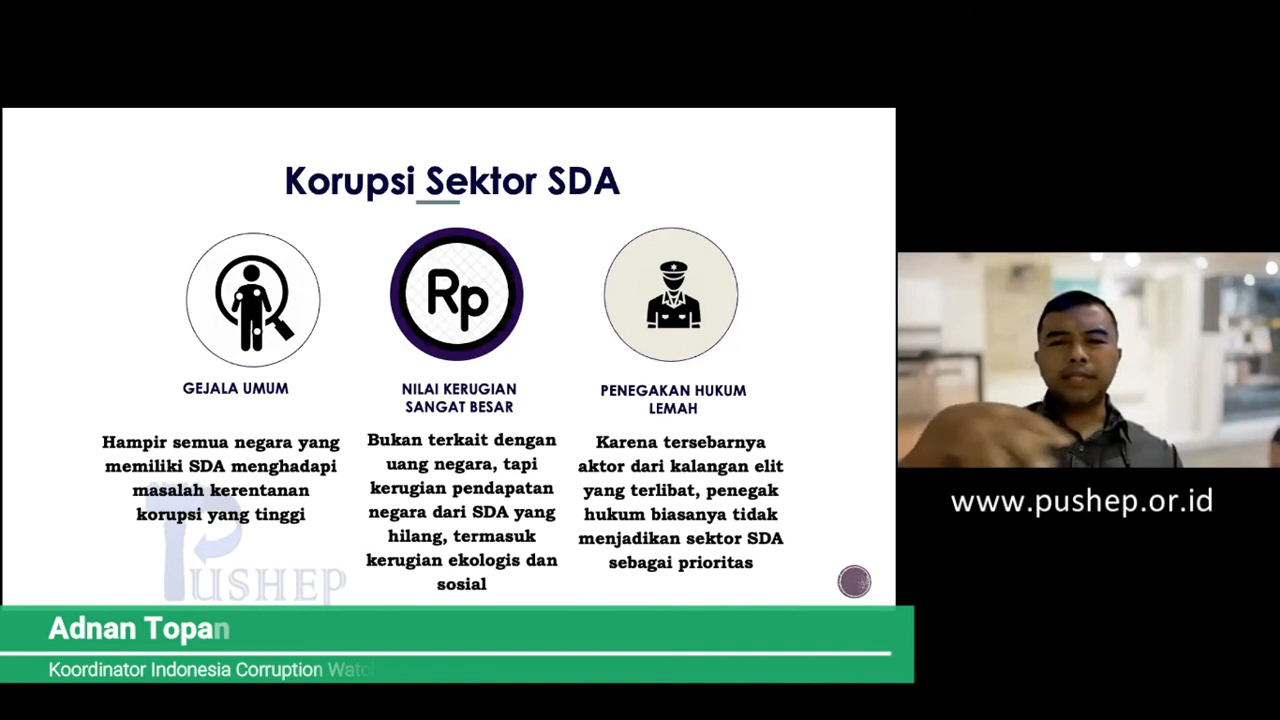 Korupsi Sektor SDA
Rp
GEJALA UMUM
Hampir semua negara yang
memiliki SDA menghadapi
masalah kerentanan
korupsi yang tinggi
NILAI KERUGIAN
SANGAT BESAR
Bukan terkait dengan
uang negara, tapi
kerugian pendapatan
negara dari SDA yang
hilang, termasuk
kerugian ekologis dan
sosial
PENEGAKAN HUKUM
LEMAH
Karena tersebarnya
aktor dari kalangan elit
yang terlibat, penegak
hukum biasanya tidak
menjadikan sektor SDA
sebagai prioritas
PUSHEP
www.pushep.or.id
Adnan Topan
Koordinator Indonesia Corruption Watc